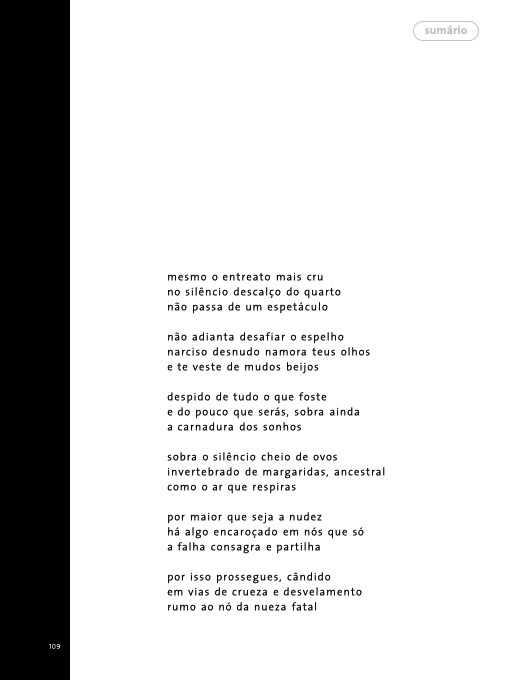 sumário
mesmo o entreato mais cru
no silêncio descalço do quarto
não passa de um espetáculo
não adianta desafiar o espelho
narciso desnudo namora teus olhos
e te veste de mudos beijos
despido de tudo o que foste
e do pouco que serás, sobra ainda
a carnadura dos sonhos
sobra o silêncio cheio de ovos
invertebrado de margaridas, ancestral
como o ar que respiras
por maior que seja a nudez
há algo encaroçado em nós que só
a falha consagra e partilha
por isso prossegues, cândido
em vias de crueza e desvelamento
rumo ao nó da nueza fatal
109